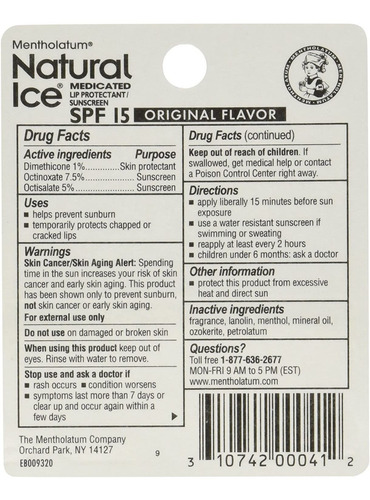 Mentholatum®
Natural
Ice® MEDICATED
LIP PROTECTANT/
SUNSCREEN
SPF 15 ORIGINAL FLAVOR
MENTHOLATUM
Drug Facts
Active ingredients Purpose
Dimethicone 1%..............Skin protectant
Octinoxate 7.5%......................Sunscreen
Octisalate 5%..........................Sunscreen
Uses
▪ helps prevent sunburn
▪ temporarily protects chapped or
cracked lips
Warnings
Skin Cancer/Skin Aging Alert: Spending
time in the sun increases your risk of skin
cancer and early skin aging. This product
has been shown only to prevent sunburn,
not skin cancer or early skin aging.
For external use only
Do not use on damaged or broken skin
When using this product keep out of
eyes. Rinse with water to remove.
Stop use and ask a doctor if
▪ rash occurs ▪ condition worsens
▪ symptoms last more than 7 days or
clear up and occur again within a
few days
The Mentholatum Company
Orchard Park, NY 14127
EB009320
9
Drug Facts (continued)
Keep out of reach of children. If
swallowed, get medical help or contact
a Poison Control Center right away.
Directions
▪ apply liberally 15 minutes before sun
exposure
▪ use a water resistant sunscreen if
swimming or sweating
▪ reapply at least every 2 hours
▪ children under 6 months: ask a doctor
Other information
▪ protect this product from excessive
heat and direct sun
Inactive ingredients
fragrance, lanolin, menthol, mineral oil,
ozokerite, petrolatum
Questions?
Toll free 1-877-636-2677
MON-FRI 9 AM to 5 PM (EST)
www.mentholatum.com
3 10742 00041 2